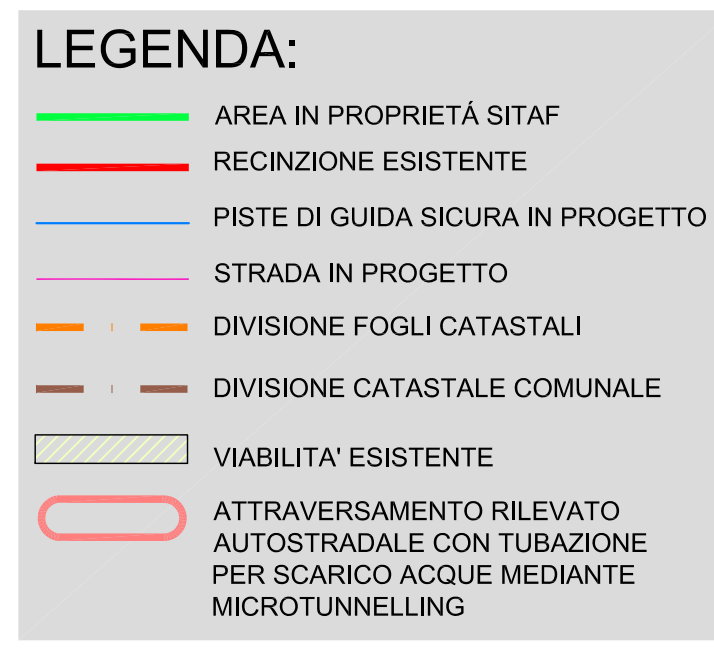 LEGENDA:
AREA IN PROPRIETÁ SITAF
RECINZIONE ESISTENTE
PISTE DI GUIDA SICURA IN PROGETTO
STRADA IN PROGETTO
DIVISIONE FOGLI CATASTALI
DIVISIONE CATASTALE COMUNALE
VIABILITA' ESISTENTE
ATTRAVERSAMENTO RILEVATO
AUTOSTRADALE CON TUBAZIONE
PER SCARICO ACQUE MEDIANTE
MICROTUNNELLING